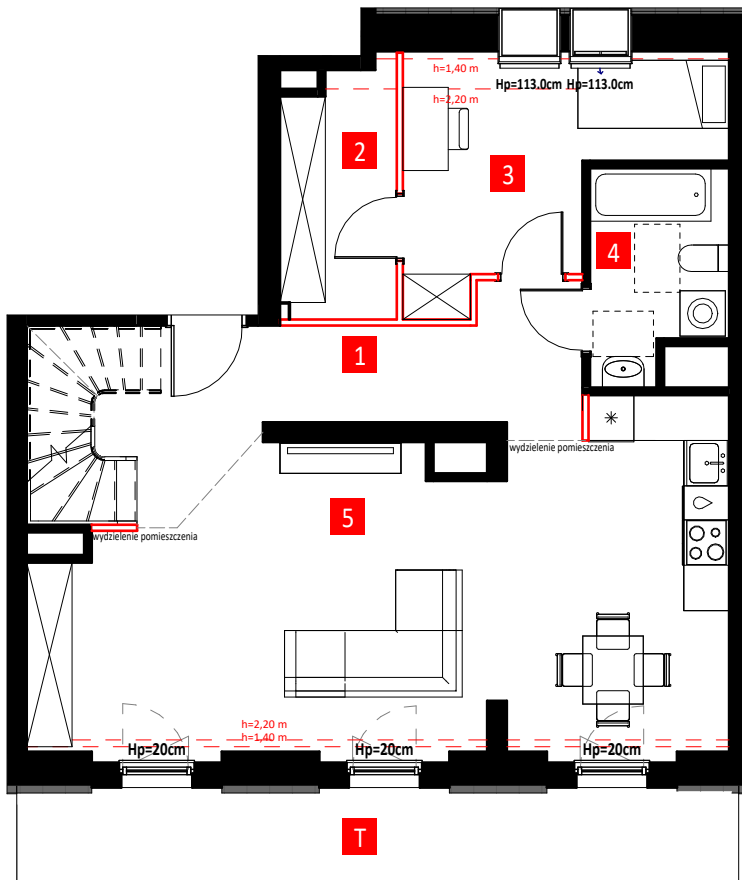 h=1,40 m
Hp=113.0cm Hp=113.0cm
h=2,20 m
2
3
4
1
wydzielenie pomieszczenia
5
wydzielenie pomieszczenia
h=2,20 m
h=1,40 m
Hp=20cm Hp=20cm Hp=20cm
T